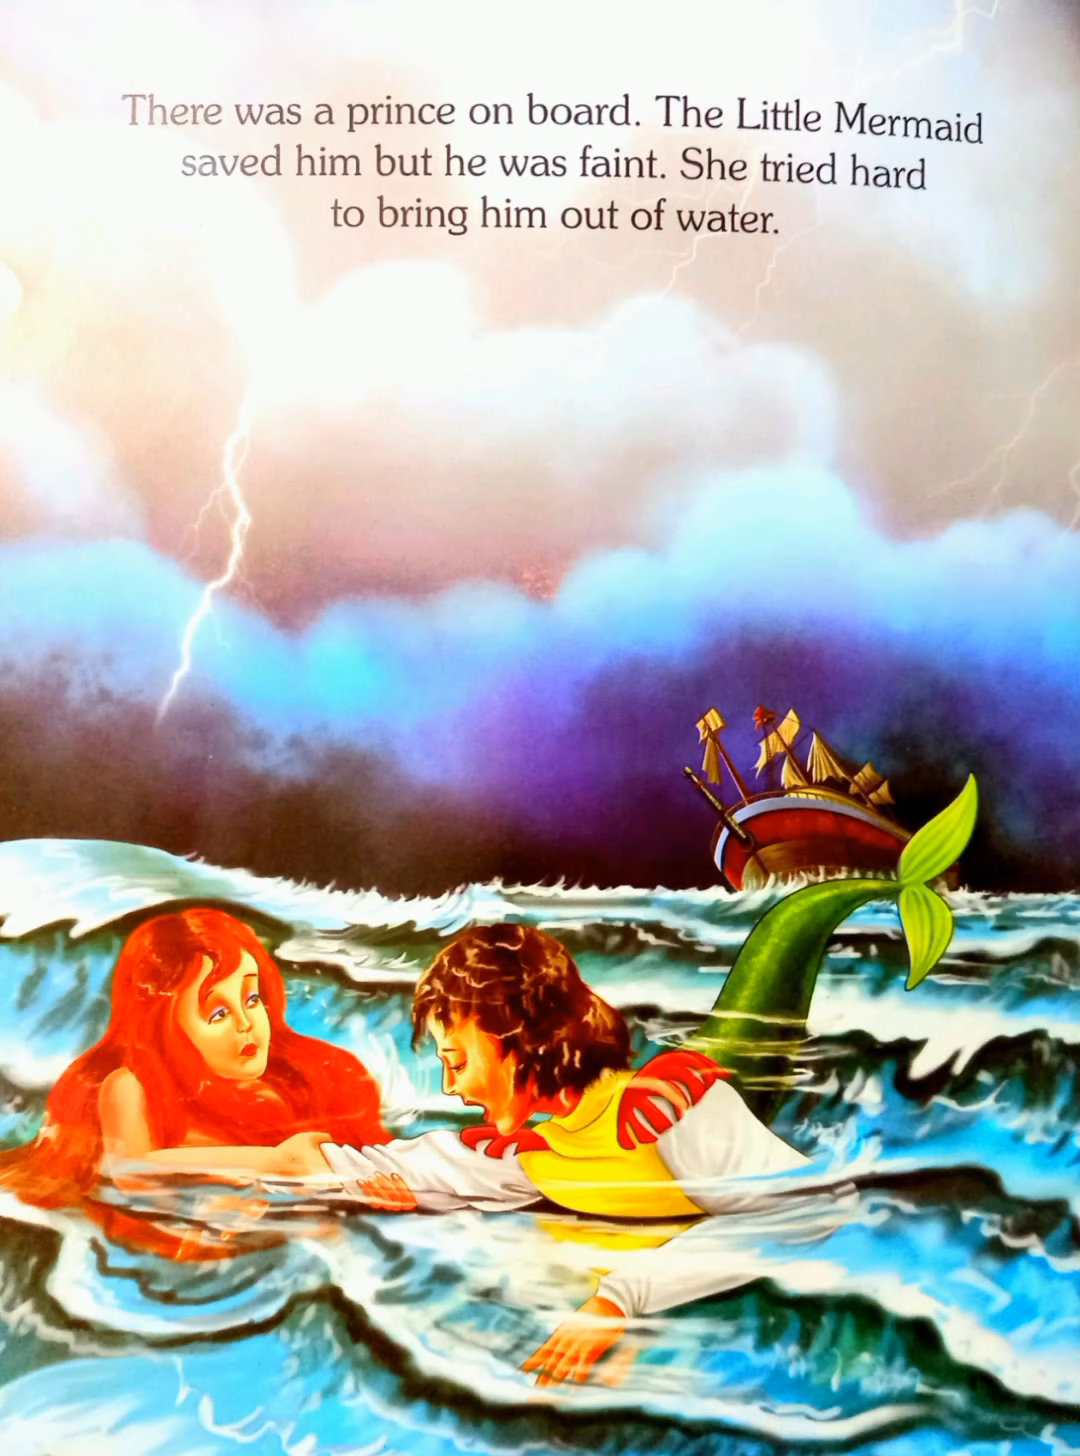 There was a prince on board. The Little Mermaid
saved him but he was faint. She tried hard
to bring him out of water.